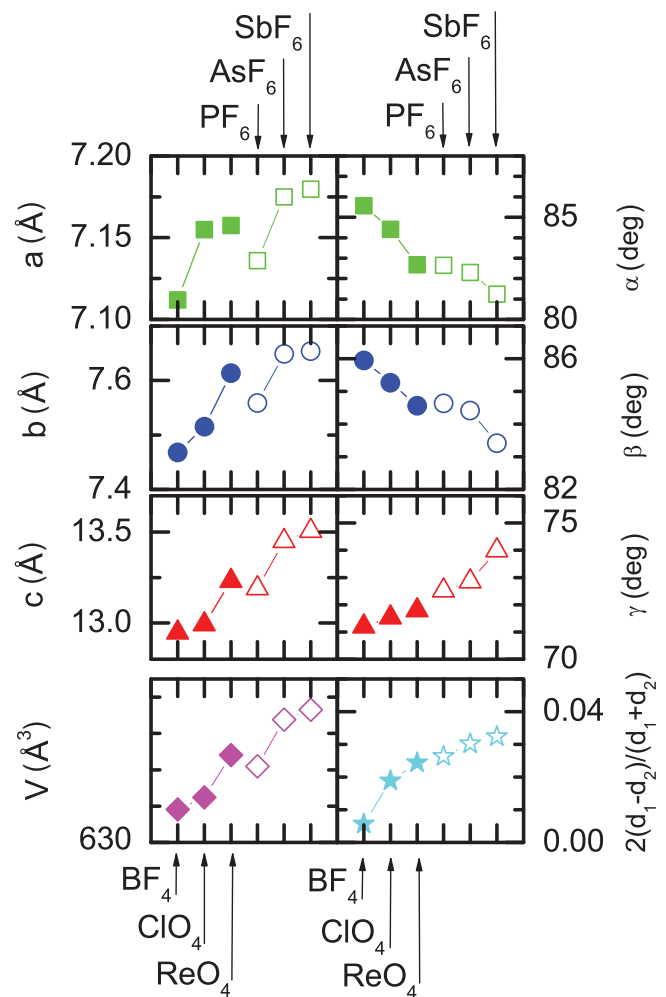 SbF6 SbF6
AsF6 AsF6
PF6 PF6
7.20
a (Å) 7.15 85 α (deg)
7.10 80
b (Å) 7.6 86 β (deg)
7.4 82
c (Å) 13.5 75 γ (deg)
13.0
70
V (Å³) 0.04 2(d1-d2)/(d1+d2)
630 0.00
BF4 BF4
ClO4 ClO4
ReO4 ReO4